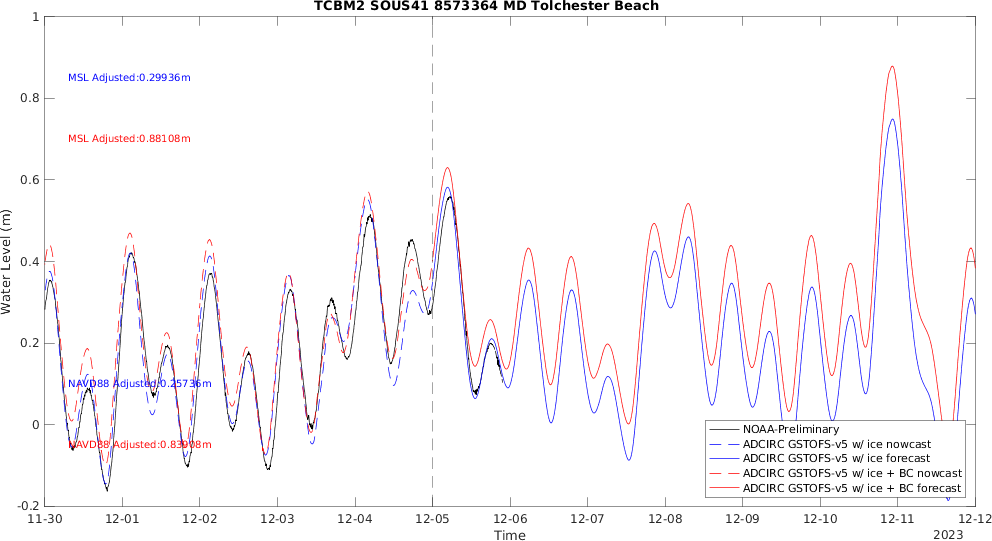 TCBM2 SOUS41 8573364 MD Tolchester Beach
1
0.8
0.6
0.4
0.2
0
-0.2
Water Level (m)
MSL Adjusted:0.29936m
MSL Adjusted:0.88108m
NAVD88 Adjusted:0.25736m
NAVD88 Adjusted:0.83908m
NOAA-Preliminary
ADCIRC GSTOFS-v5 w/ ice nowcast
ADCIRC GSTOFS-v5 w/ ice forecast
ADCIRC GSTOFS-v5 w/ ice + BC nowcast
ADCIRC GSTOFS-v5 w/ ice + BC forecast
11-30 12-01 12-02 12-03 12-04 12-05 12-06 12-07 12-08 12-09 12-10 12-11 12-12
Time
2023